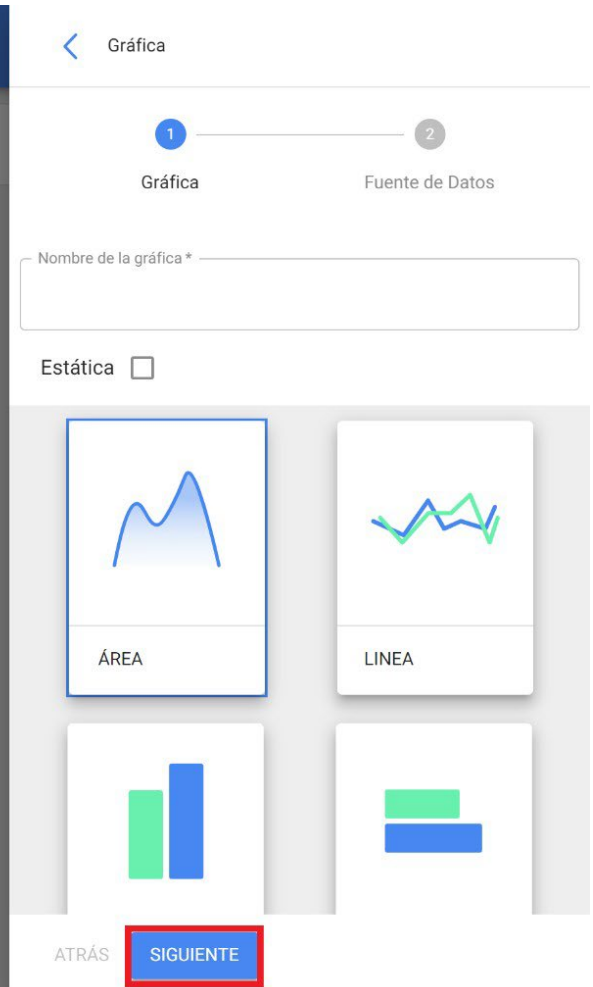 Gráfica
1
2
Gráfica
Fuente de Datos
Nombre de la gráfica *
Estática
ÁREA
LINEA
ATRÁS
SIGUIENTE